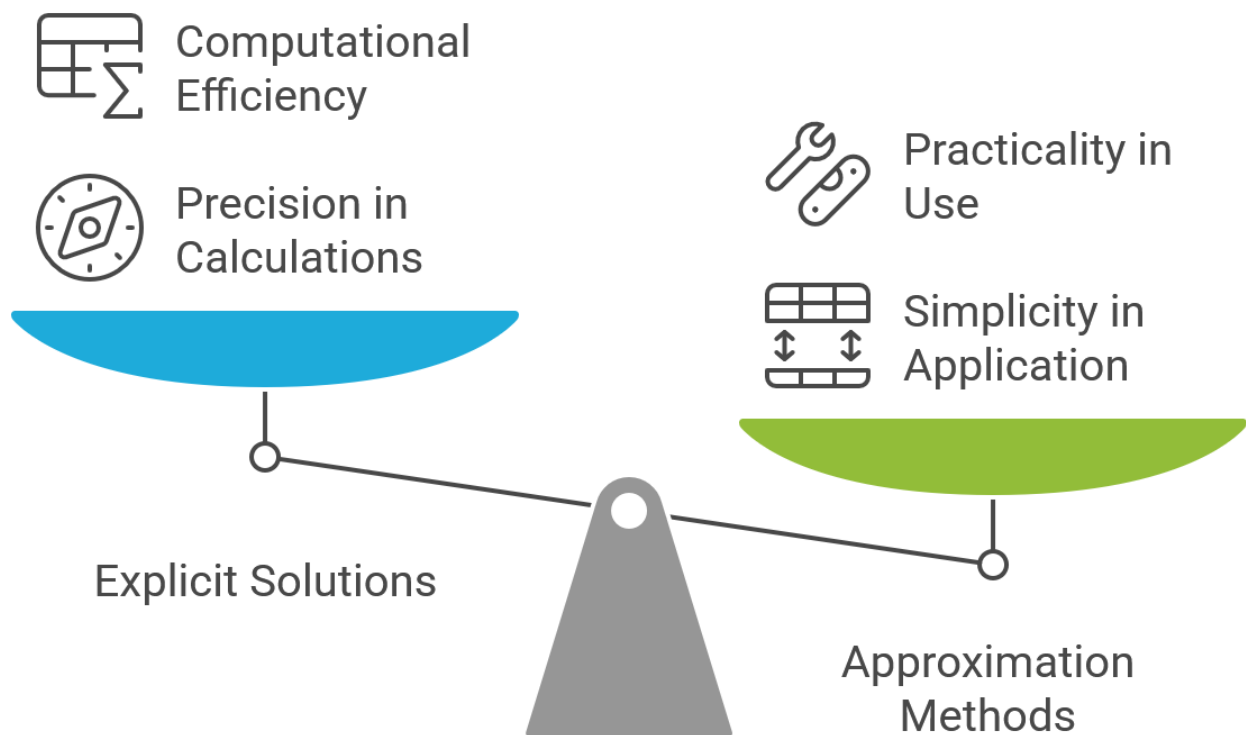 Computational
Efficiency
Precision in
Calculations
Practicality in
Use
Simplicity in
Application
Explicit Solutions
Approximation
Methods